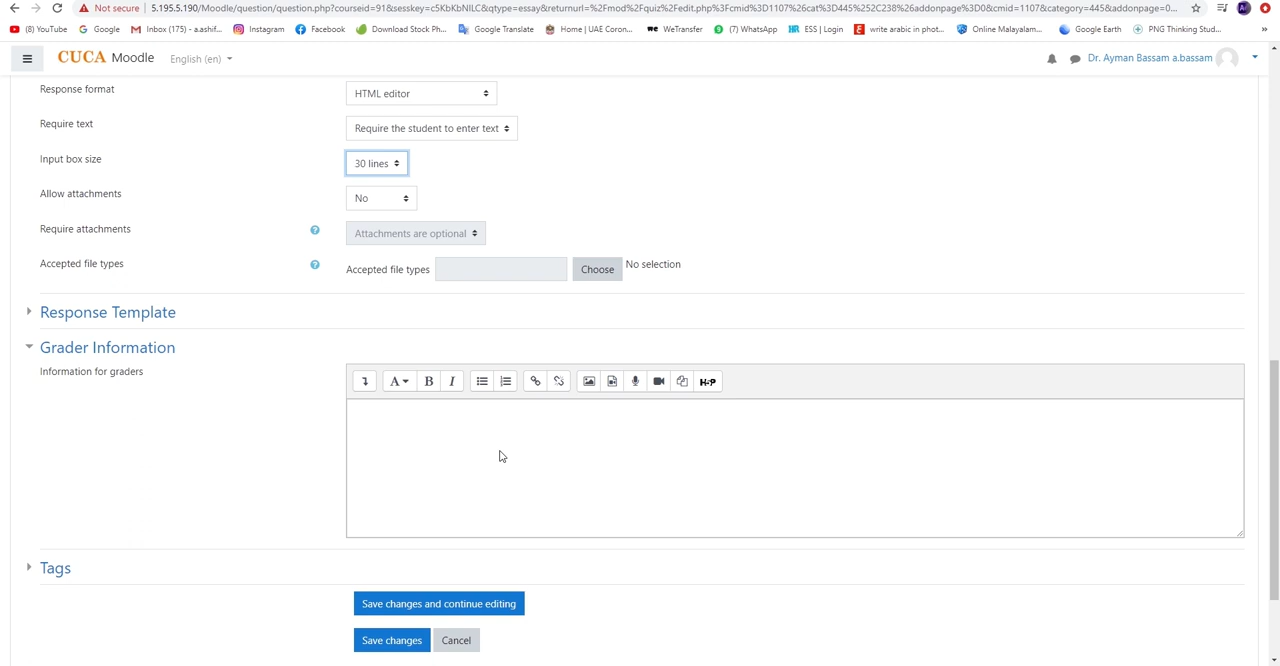 Not secure 5.195.5.190/Moodle/question/question.php?courseid=91&sesskey=c5KbKbNlLC&qtype=essay&returnurl=%2Fmod%2Fquiz%2Fedit.php%3Fcmid%3D1107%26cat%3D445%252C238%26addonpage%3D0&cmid=1107&category=445&addonpage=0...
(8) YouTube Google Inbox (175) - a.ashif... Instagram Facebook Download Stock Ph... Google Translate Home | UAE Coron... WeTransfer (7) WhatsApp ESS | Login write arabic in phot... Online Malayalam... Google Earth PNG Thinking Stud... »
CUCA Moodle English (en) Dr. Ayman Bassam a.bassam
Response format HTML editor
Require text Require the student to enter text
Input box size 30 lines
Allow attachments No
Require attachments Attachments are optional
Accepted file types Accepted file types Choose No selection
Response Template
Grader Information
Information for graders
A B I H-P
Tags
Save changes and continue editing
Save changes Cancel